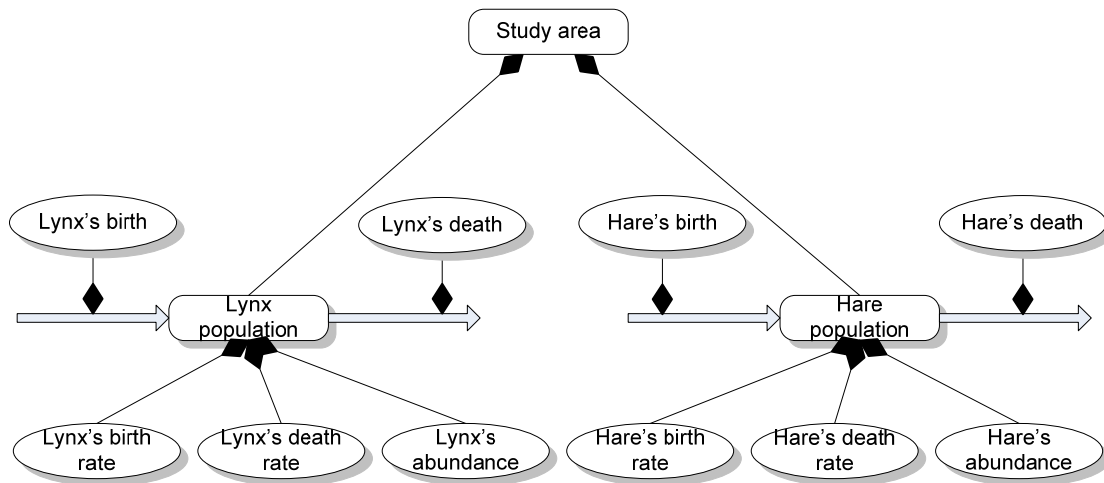 Study area
Lynx's birth
Lynx's death
Hare's birth
Hare's death
Lynx
population
Hare
population
Lynx's birth
rate
Lynx's death
rate
Lynx's
abundance
Hare's birth
rate
Hare's death
rate
Hare's
abundance